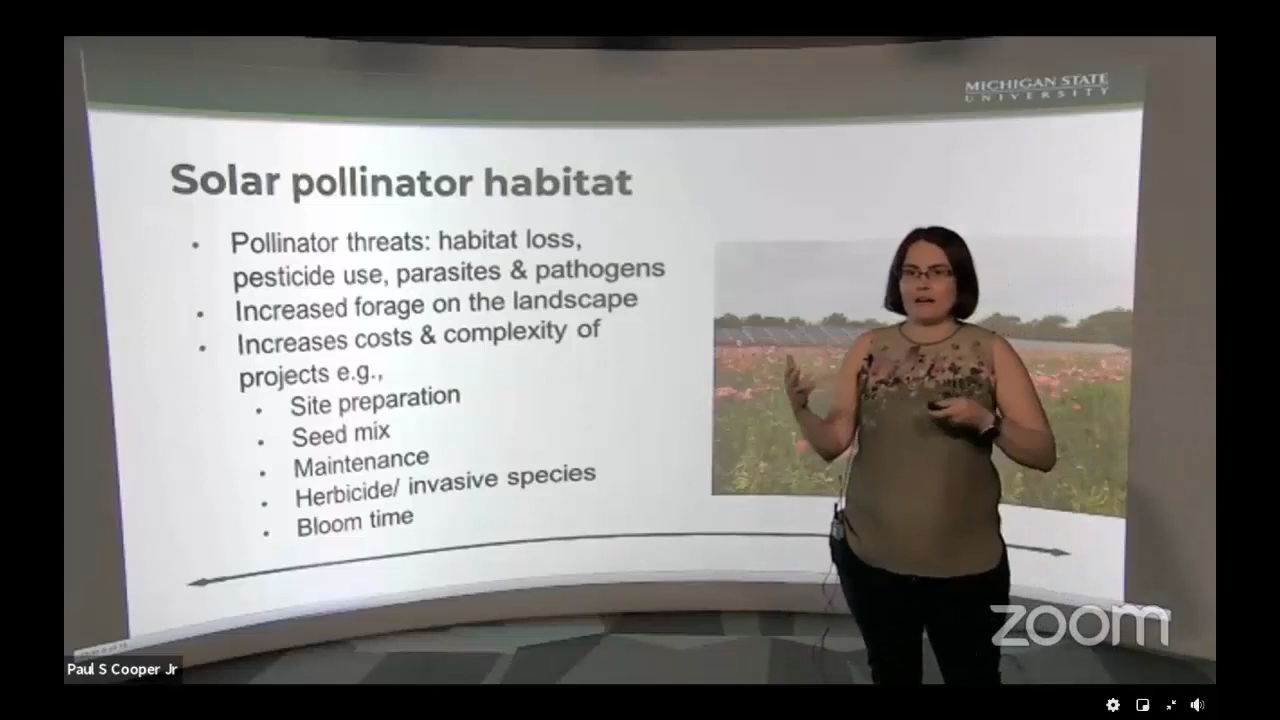 MICHIGAN STATE
UNIVERSITY
Solar pollinator habitat
• Pollinator threats: habitat loss,
pesticide use, parasites & pathogens
• Increased forage on the landscape
• Increases costs & complexity of
projects e.g.,
• Site preparation
• Seed mix
• Maintenance
• Herbicide/ invasive species
• Bloom time
zoom
Paul S Cooper Jr